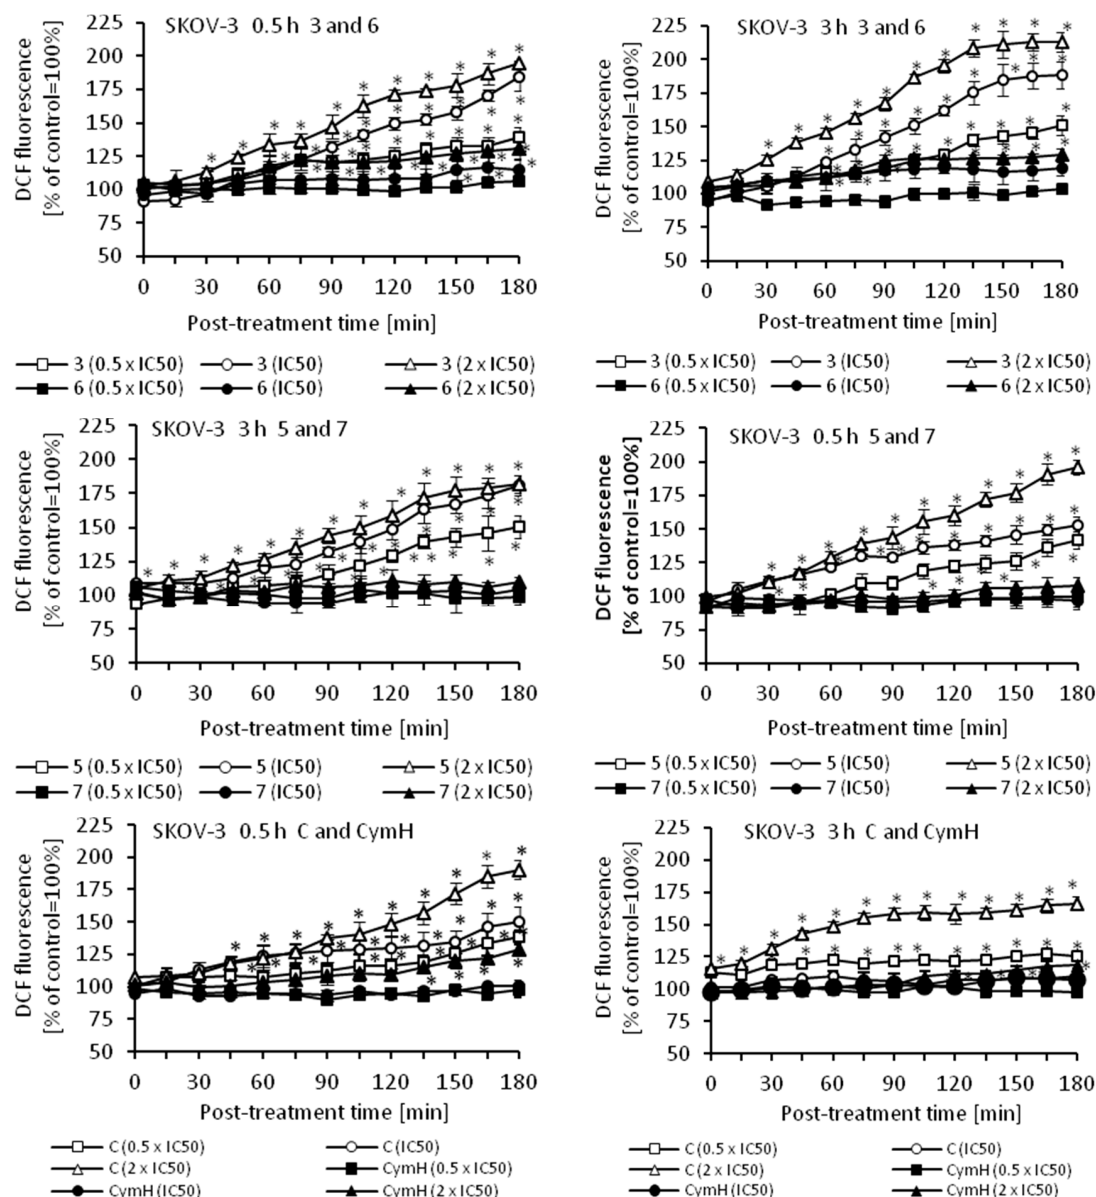 SKOV-3 0.5 h 3 and 6
DCF fluorescence
[% of control=100%]
225
200
175
150
125
100
75
50
0 30 60 90 120 150 180
Post-treatment time [min]
3 (0.5 x IC50) 3 (IC50) 3 (2 x IC50)
6 (0.5 x IC50) 6 (IC50) 6 (2 x IC50)
SKOV-3 3 h 3 and 6
DCF fluorescence
[% of control=100%]
225
200
175
150
125
100
75
50
0 30 60 90 120 150 180
Post-treatment time [min]
3 (0.5 x IC50) 3 (IC50) 3 (2 x IC50)
6 (0.5 x IC50) 6 (IC50) 6 (2 x IC50)
SKOV-3 3 h 5 and 7
DCF fluorescence
[% of control=100%]
225
200
175
150
125
100
75
50
0 30 60 90 120 150 180
Post-treatment time [min]
5 (0.5 x IC50) 5 (IC50) 5 (2 x IC50)
7 (0.5 x IC50) 7 (IC50) 7 (2 x IC50)
SKOV-3 0.5 h 5 and 7
DCF fluorescence
[% of control=100%]
225
200
175
150
125
100
75
50
0 30 60 90 120 150 180
Post-treatment time [min]
5 (0.5 x IC50) 5 (IC50) 5 (2 x IC50)
7 (0.5 x IC50) 7 (IC50) 7 (2 x IC50)
SKOV-3 0.5 h C and CymH
DCF fluorescence
[% of control=100%]
225
200
175
150
125
100
75
50
0 30 60 90 120 150 180
Post-treatment time [min]
C (0.5 x IC50) C (IC50)
C (2 x IC50) CymH (0.5 x IC50)
CymH (IC50) CymH (2 x IC50)
SKOV-3 3 h C and CymH
DCF fluorescence
[% of control=100%]
225
200
175
150
125
100
75
50
0 30 60 90 120 150 180
Post-treatment time [min]
C (0.5 x IC50) C (IC50)
C (2 x IC50) CymH (0.5 x IC50)
CymH (IC50) CymH (2 x IC50)